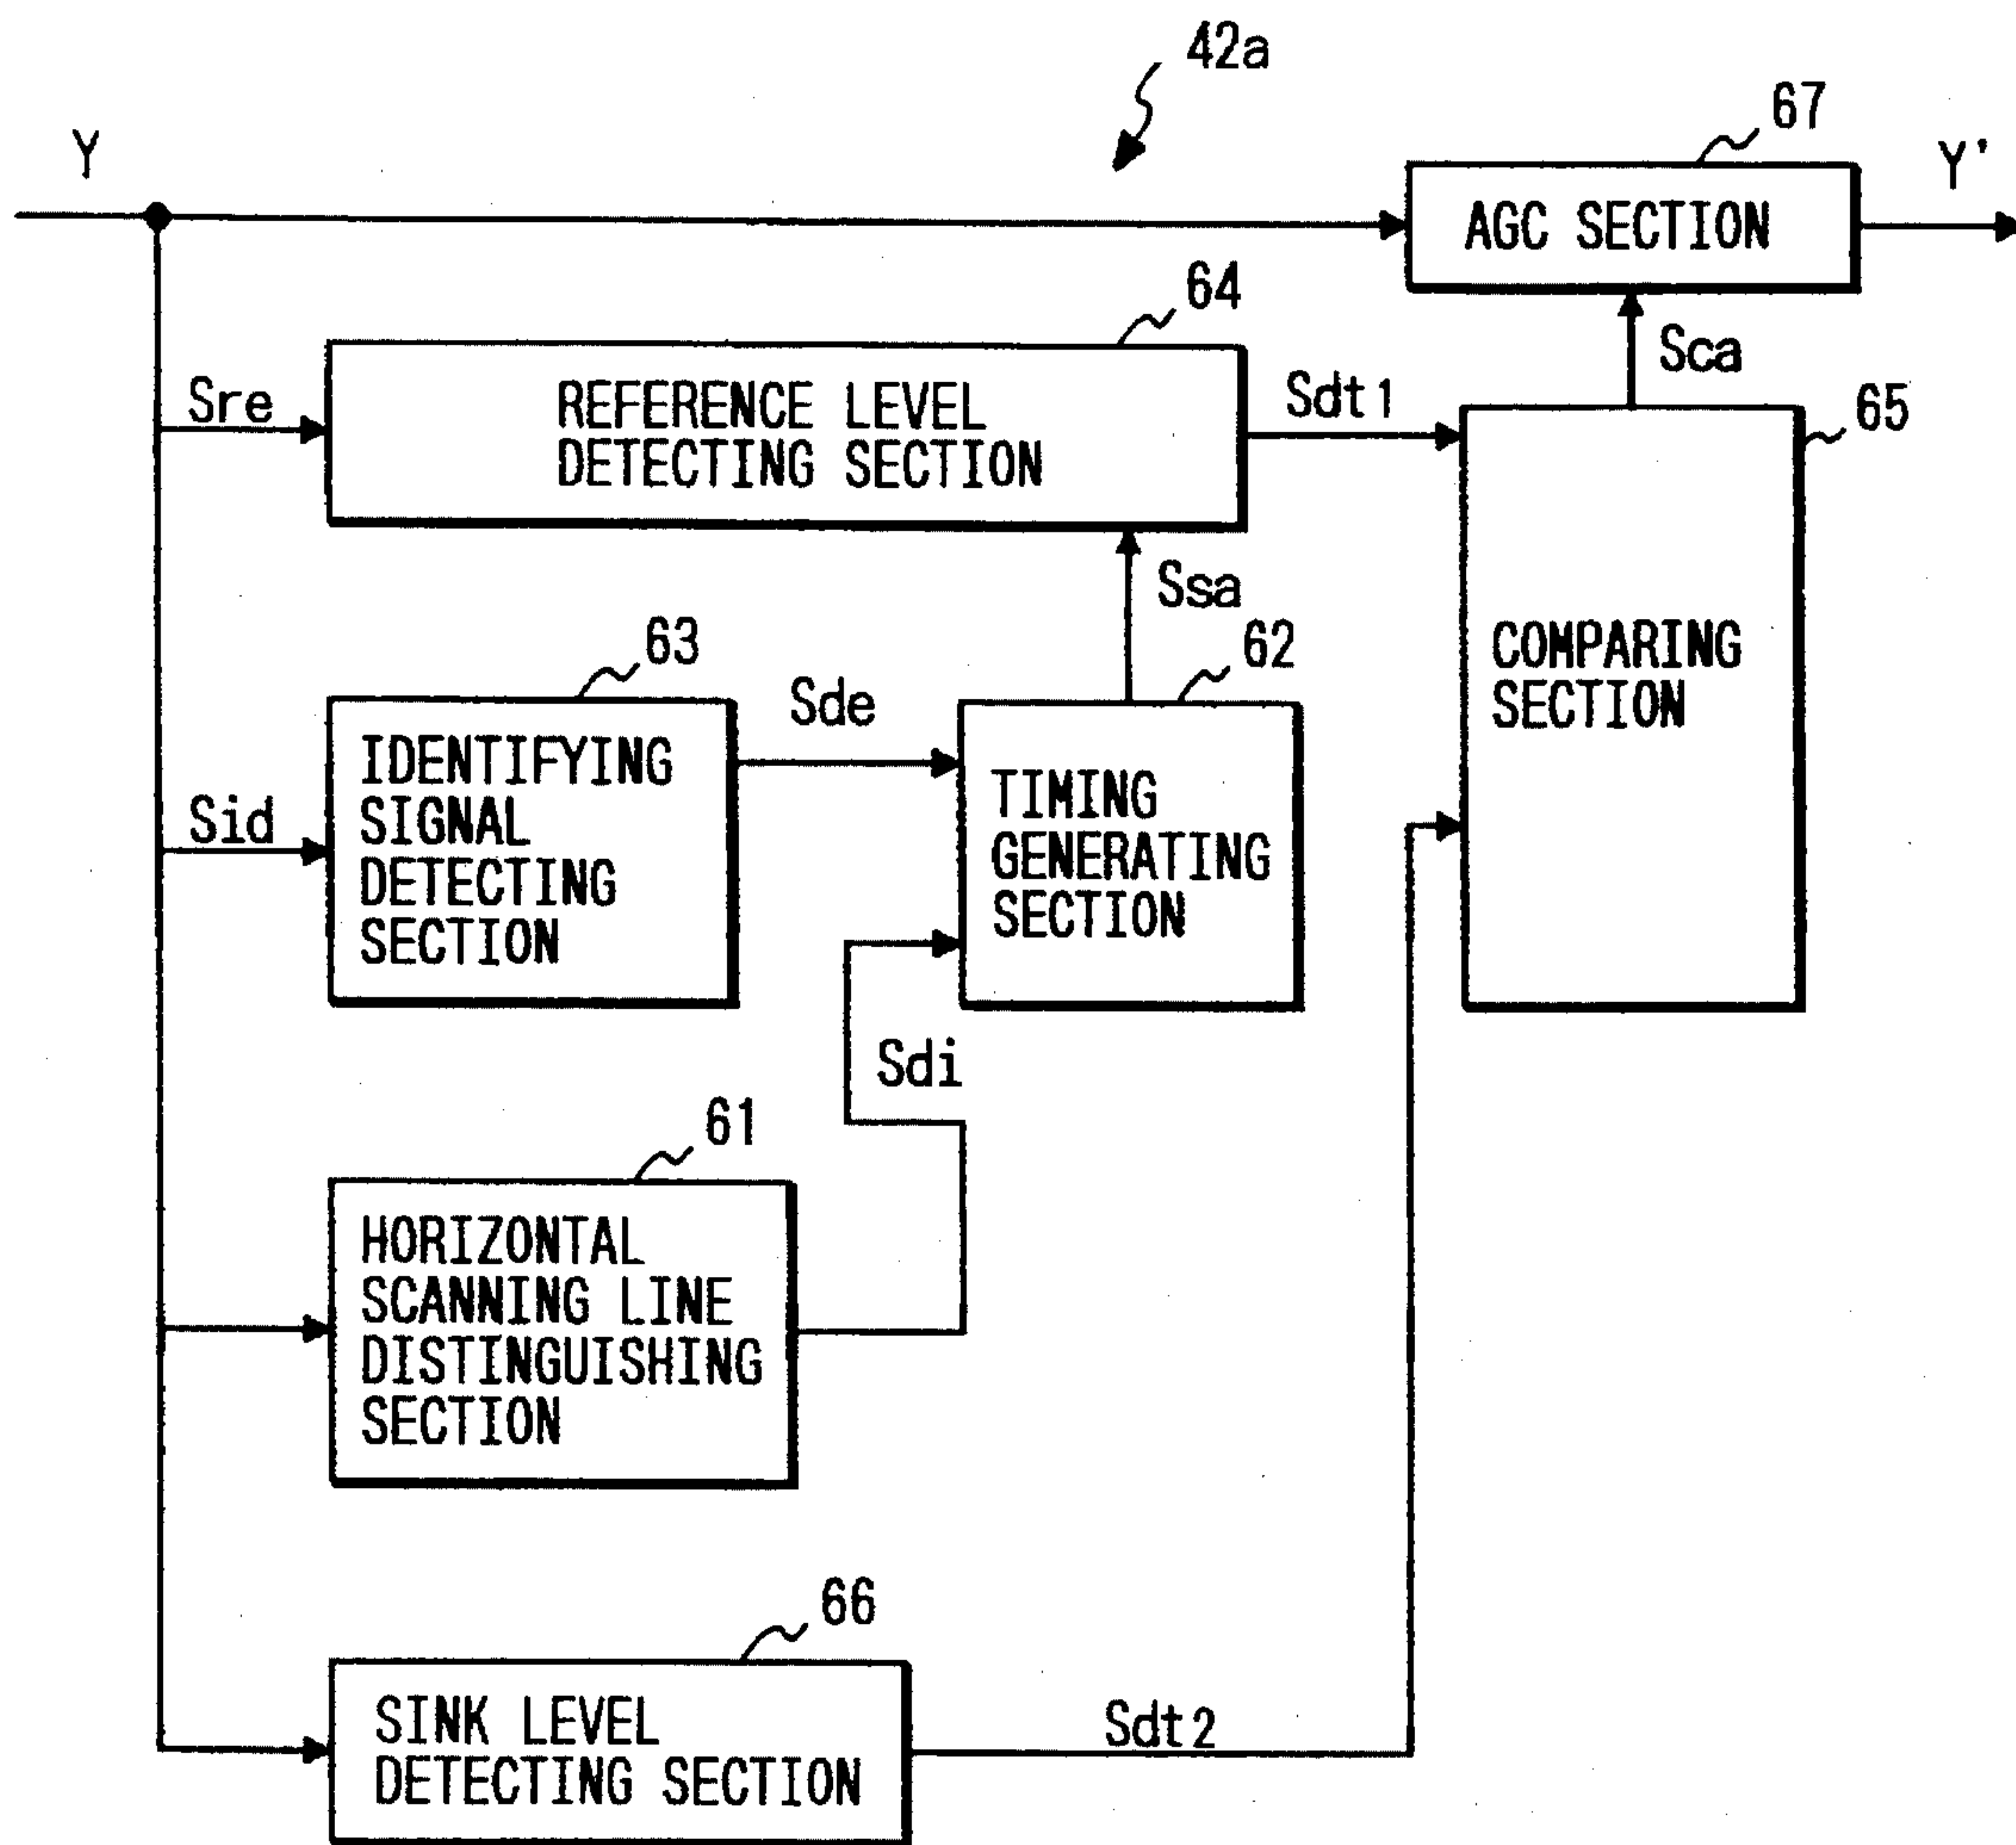 42a
67
Y
Y'
AGC SECTION
64
Sca
Sre
REFERENCE LEVEL
DETECTING SECTION
Sdt1
65
Ssa
63
62
Sde
COMPARING
SECTION
IDENTIFYING
SIGNAL
DETECTING
SECTION
Sid
TIMING
GENERATING
SECTION
Sdi
61
HORIZONTAL
SCANNING LINE
DISTINGUISHING
SECTION
66
SINK LEVEL
DETECTING SECTION
Sdt2